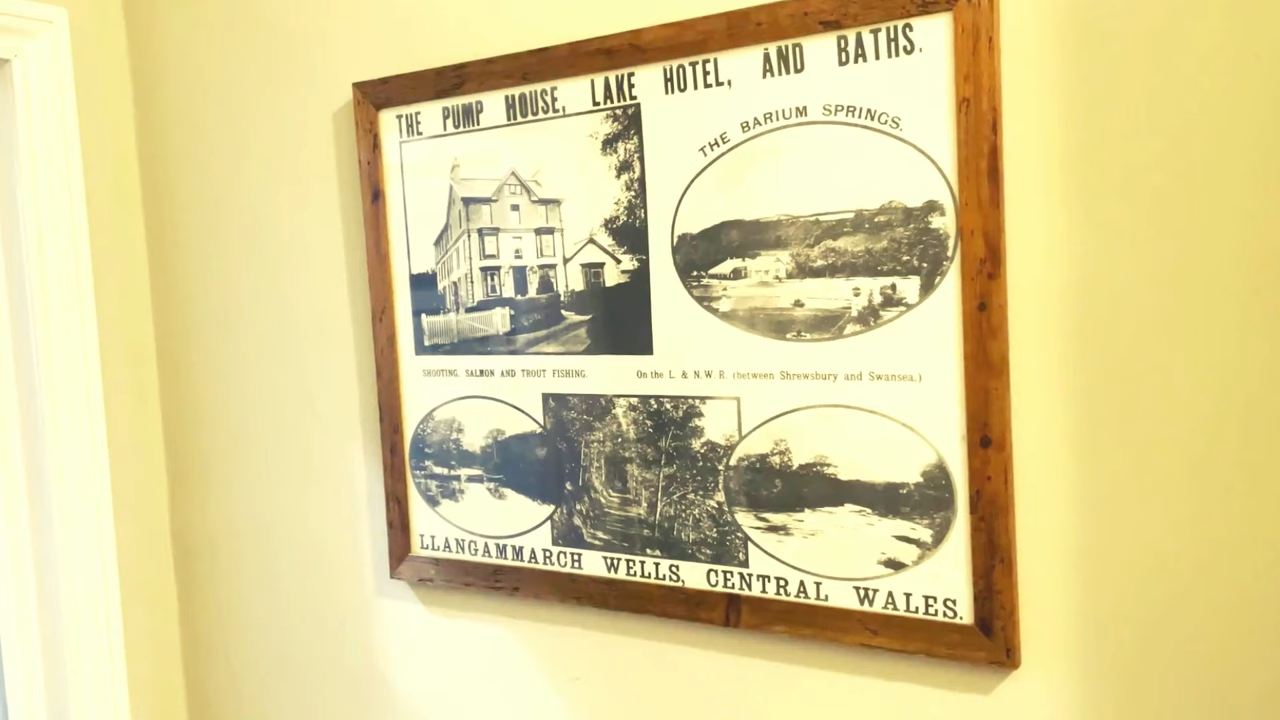 THE PUMP HOUSE, LAKE HOTEL, AND BATHS.
THE BARIUM SPRINGS.
SHOOTING, SALMON AND TROUT FISHING.
On the L. & N.W.R. (between Shrewsbury and Swansea.)
LLANGAMMARCH WELLS, CENTRAL WALES.